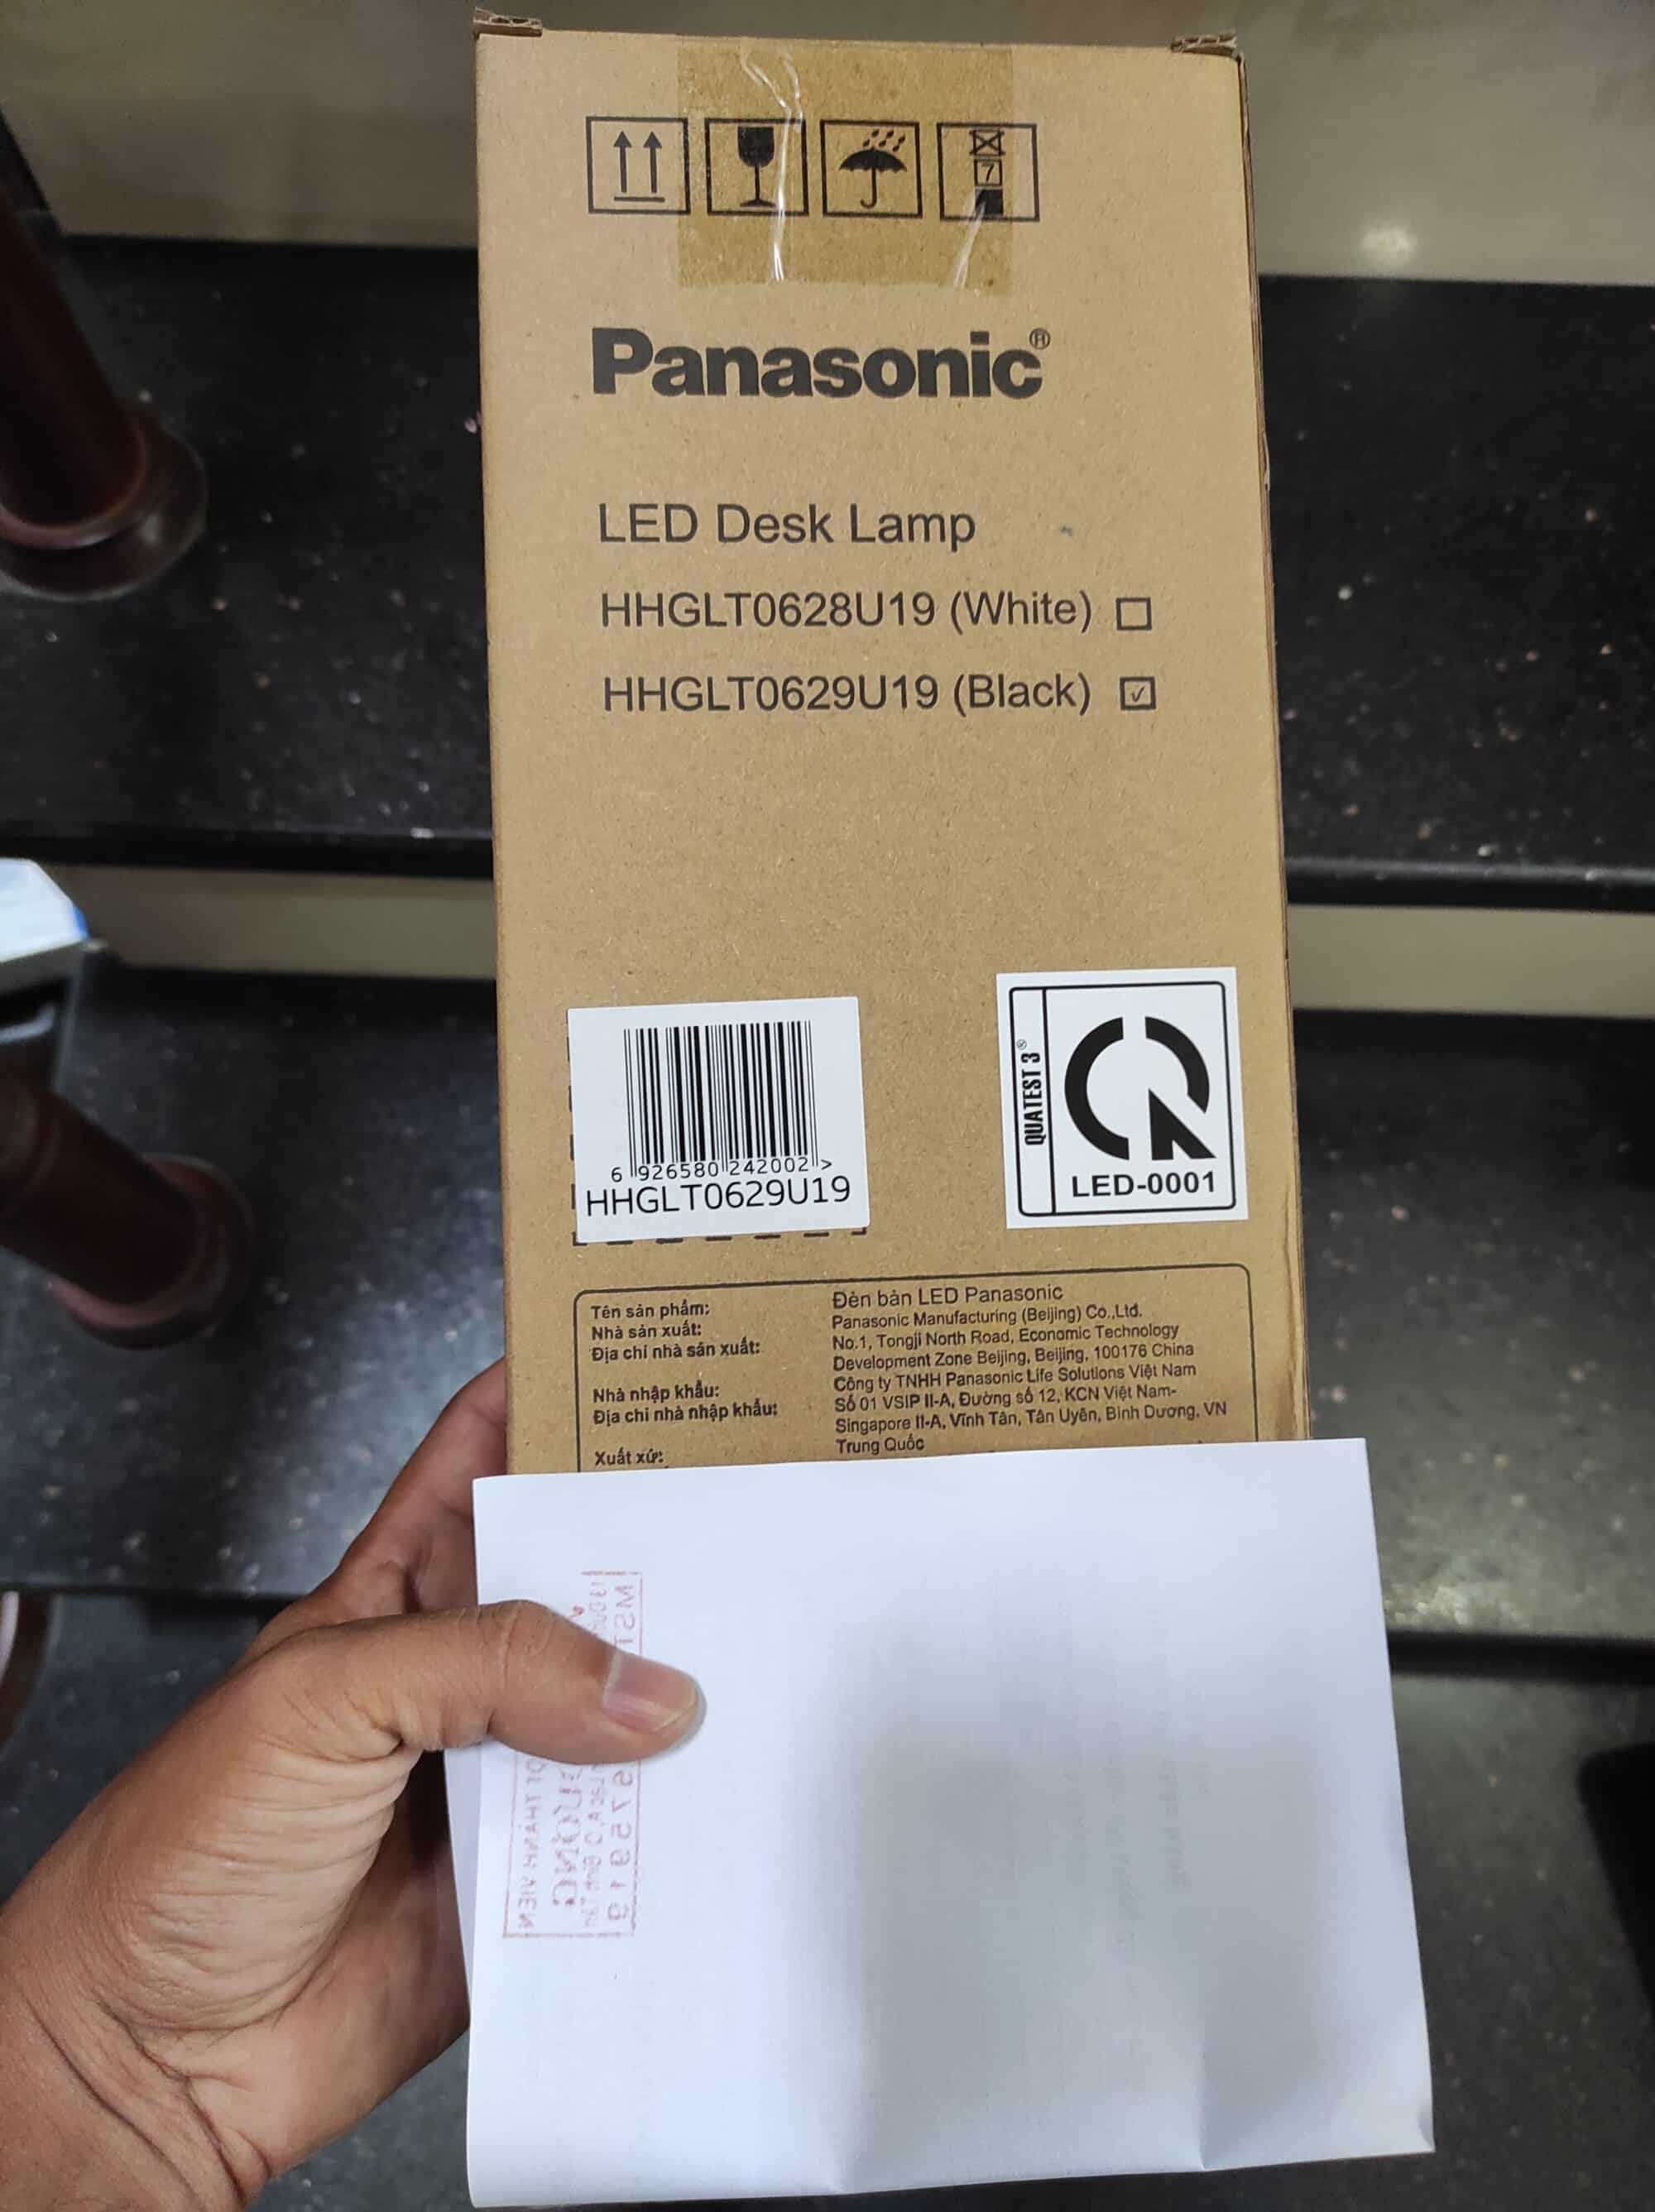 7
Panasonic®
LED Desk Lamp
HHGLT0628U19 (White)
HHGLT0629U19 (Black)
6 926580 242002 >
HHGLT0629U19
QUATEST 3®
LED-0001
Tên sản phẩm: Đèn bàn LED Panasonic
Nhà sản xuất: Panasonic Manufacturing (Beijing) Co.,Ltd.
Địa chỉ nhà sản xuất: No.1, Tongji North Road, Economic Technology
Development Zone Beijing, Beijing, 100176 China
Nhà nhập khẩu: Công ty TNHH Panasonic Life Solutions Việt Nam
Địa chỉ nhà nhập khẩu: Số 01 VSIP II-A, Đường số 12, KCN Việt Nam-
Singapore II-A, Vĩnh Tân, Tân Uyên, Bình Dương, VN
Xuất xứ: Trung Quốc